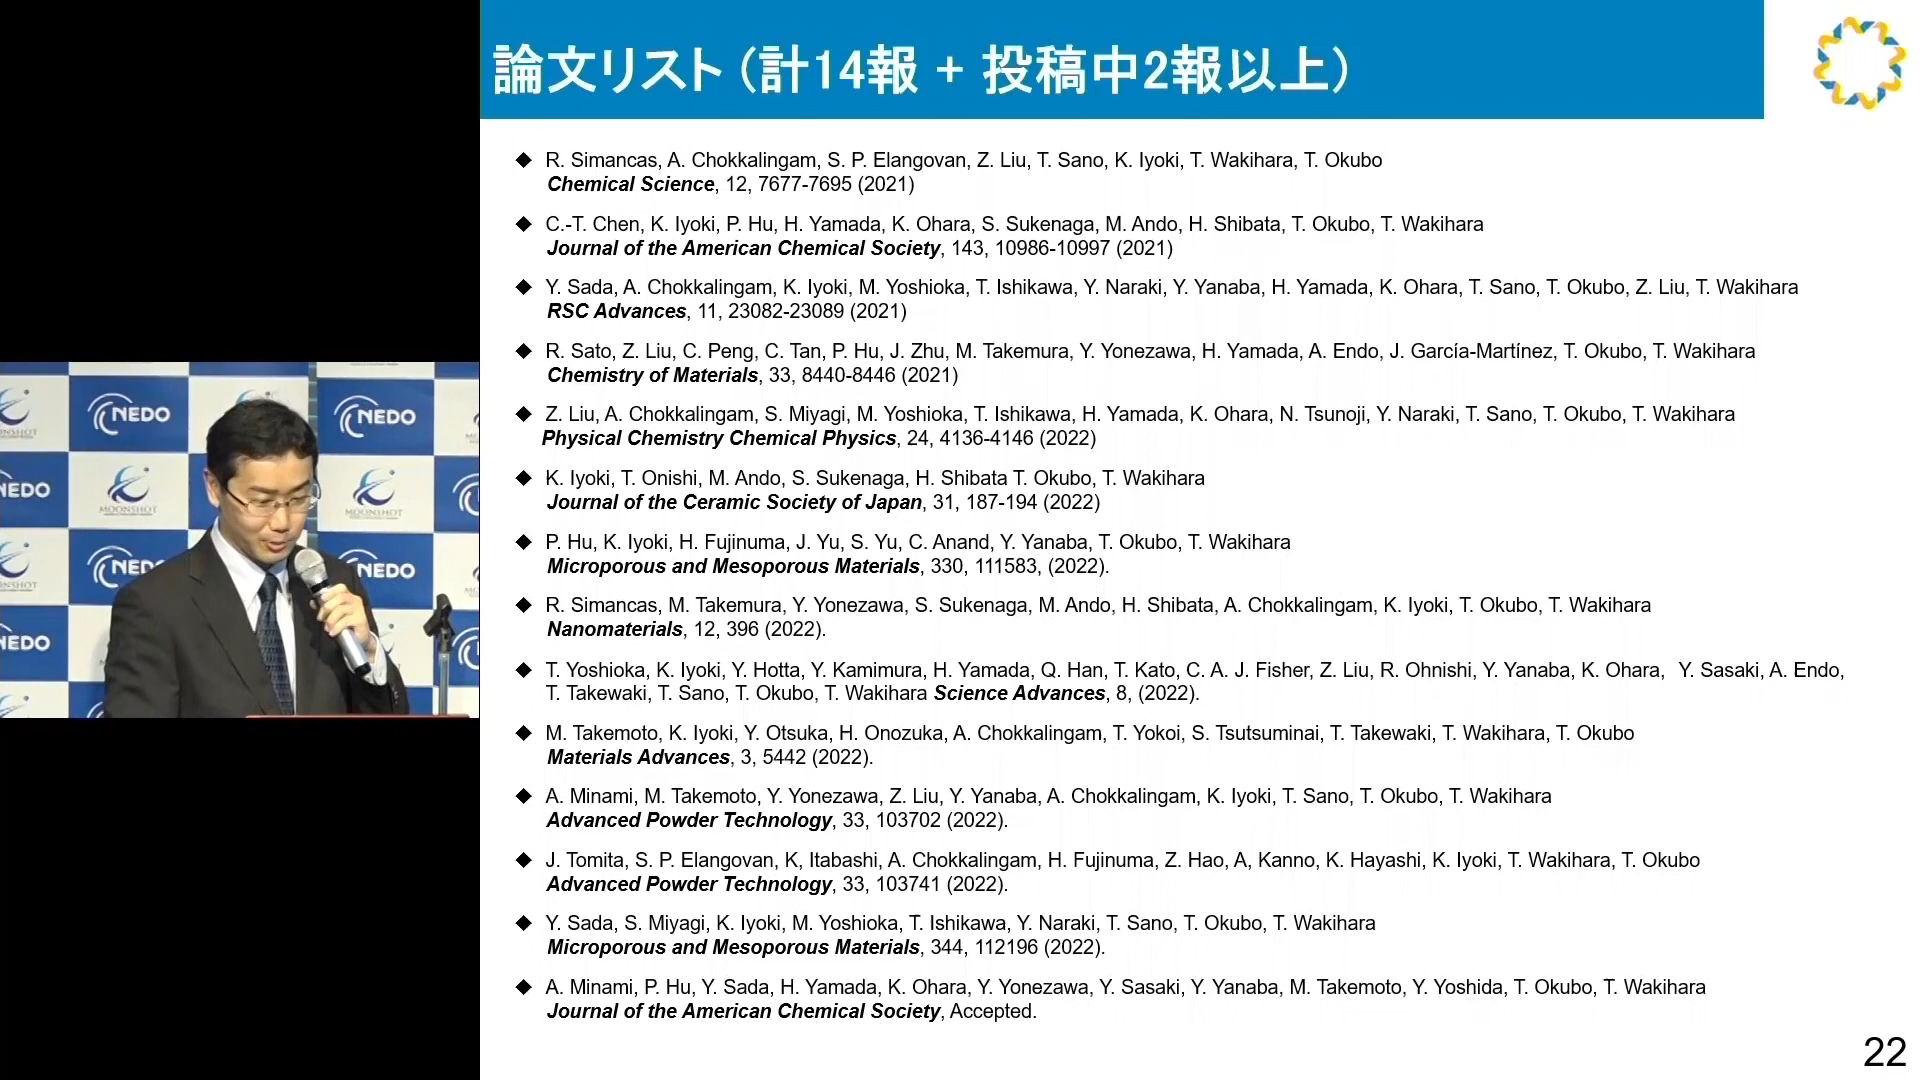 論文リスト（計14報 + 投稿中2報以上）
◆ R. Simancas, A. Chokkalingam, S. P. Elangovan, Z. Liu, T. Sano, K. Iyoki, T. Wakihara, T. Okubo
Chemical Science, 12, 7677-7695 (2021)
◆ C.-T. Chen, K. Iyoki, P. Hu, H. Yamada, K. Ohara, S. Sukenaga, M. Ando, H. Shibata, T. Okubo, T. Wakihara
Journal of the American Chemical Society, 143, 10986-10997 (2021)
◆ Y. Sada, A. Chokkalingam, K. Iyoki, M. Yoshioka, T. Ishikawa, Y. Naraki, Y. Yanaba, H. Yamada, K. Ohara, T. Sano, T. Okubo, Z. Liu, T. Wakihara
RSC Advances, 11, 23082-23089 (2021)
◆ R. Sato, Z. Liu, C. Peng, C. Tan, P. Hu, J. Zhu, M. Takemura, Y. Yonezawa, H. Yamada, A. Endo, J. García-Martínez, T. Okubo, T. Wakihara
Chemistry of Materials, 33, 8440-8446 (2021)
◆ Z. Liu, A. Chokkalingam, S. Miyagi, M. Yoshioka, T. Ishikawa, H. Yamada, K. Ohara, N. Tsunoji, Y. Naraki, T. Sano, T. Okubo, T. Wakihara
Physical Chemistry Chemical Physics, 24, 4136-4146 (2022)
◆ K. Iyoki, T. Onishi, M. Ando, S. Sukenaga, H. Shibata T. Okubo, T. Wakihara
Journal of the Ceramic Society of Japan, 31, 187-194 (2022)
◆ P. Hu, K. Iyoki, H. Fujinuma, J. Yu, S. Yu, C. Anand, Y. Yanaba, T. Okubo, T. Wakihara
Microporous and Mesoporous Materials, 330, 111583, (2022).
◆ R. Simancas, M. Takemura, Y. Yonezawa, S. Sukenaga, M. Ando, H. Shibata, A. Chokkalingam, K. Iyoki, T. Okubo, T. Wakihara
Nanomaterials, 12, 396 (2022).
◆ T. Yoshioka, K. Iyoki, Y. Hotta, Y. Kamimura, H. Yamada, Q. Han, T. Kato, C. A. J. Fisher, Z. Liu, R. Ohnishi, Y. Yanaba, K. Ohara, Y. Sasaki, A. Endo,
T. Takewaki, T. Sano, T. Okubo, T. Wakihara Science Advances, 8, (2022).
◆ M. Takemoto, K. Iyoki, Y. Otsuka, H. Onozuka, A. Chokkalingam, T. Yokoi, S. Tsutsuminai, T. Takewaki, T. Wakihara, T. Okubo
Materials Advances, 3, 5442 (2022).
◆ A. Minami, M. Takemoto, Y. Yonezawa, Z. Liu, Y. Yanaba, A. Chokkalingam, K. Iyoki, T. Sano, T. Okubo, T. Wakihara
Advanced Powder Technology, 33, 103702 (2022).
◆ J. Tomita, S. P. Elangovan, K, Itabashi, A. Chokkalingam, H. Fujinuma, Z. Hao, A, Kanno, K. Hayashi, K. Iyoki, T. Wakihara, T. Okubo
Advanced Powder Technology, 33, 103741 (2022).
◆ Y. Sada, S. Miyagi, K. Iyoki, M. Yoshioka, T. Ishikawa, Y. Naraki, T. Sano, T. Okubo, T. Wakihara
Microporous and Mesoporous Materials, 344, 112196 (2022).
◆ A. Minami, P. Hu, Y. Sada, H. Yamada, K. Ohara, Y. Yonezawa, Y. Sasaki, Y. Yanaba, M. Takemoto, Y. Yoshida, T. Okubo, T. Wakihara
Journal of the American Chemical Society, Accepted.
22
NEDO
NEDO
NEDO
MOONSHOT
MOONSHOT
NEDO
NEDO
NEDO